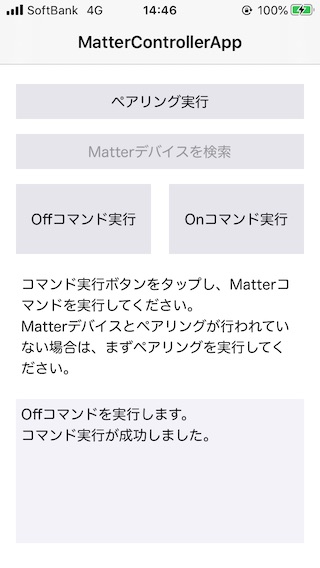 SoftBank 4G 14:46 100%
MatterControllerApp
ペアリング実行
Matterデバイスを検索
Offコマンド実行 Onコマンド実行
コマンド実行ボタンをタップし、Matterコ
マンドを実行してください。
Matterデバイスとペアリングが行われてい
ない場合は、まずペアリングを実行してく
ださい。
Offコマンドを実行します。
コマンド実行が成功しました。